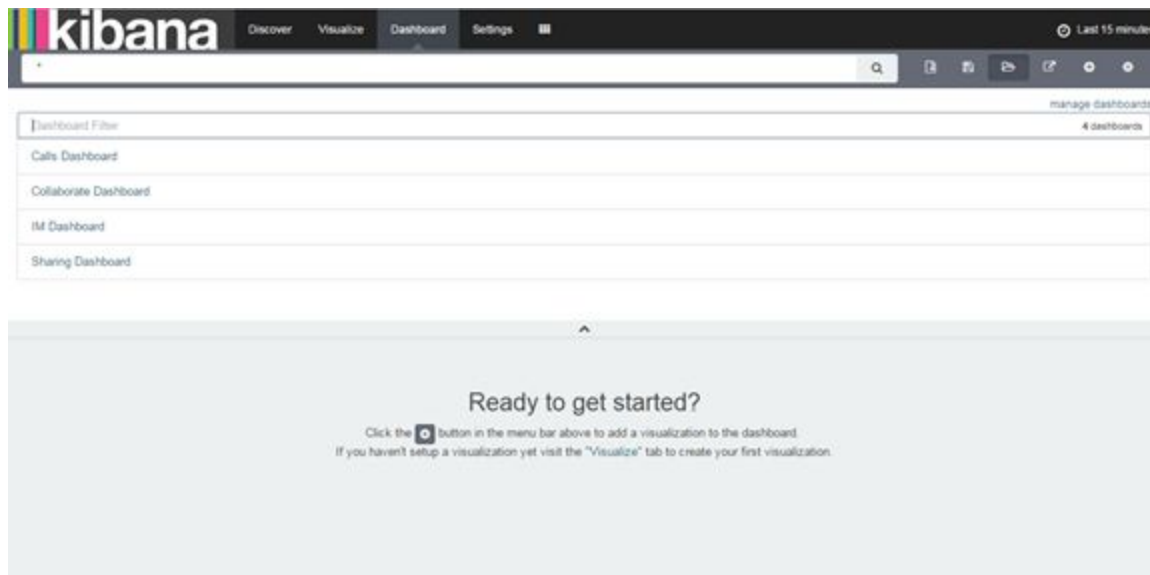 kibana Discover Visualize Dashboard Settings Last 15 minute
*
manage dashboards
Dashboard Filter 4 dashboards
Calls Dashboard
Collaborate Dashboard
IM Dashboard
Sharing Dashboard
Ready to get started?
Click the button in the menu bar above to add a visualization to the dashboard.
If you haven't setup a visualization yet visit the "Visualize" tab to create your first visualization.